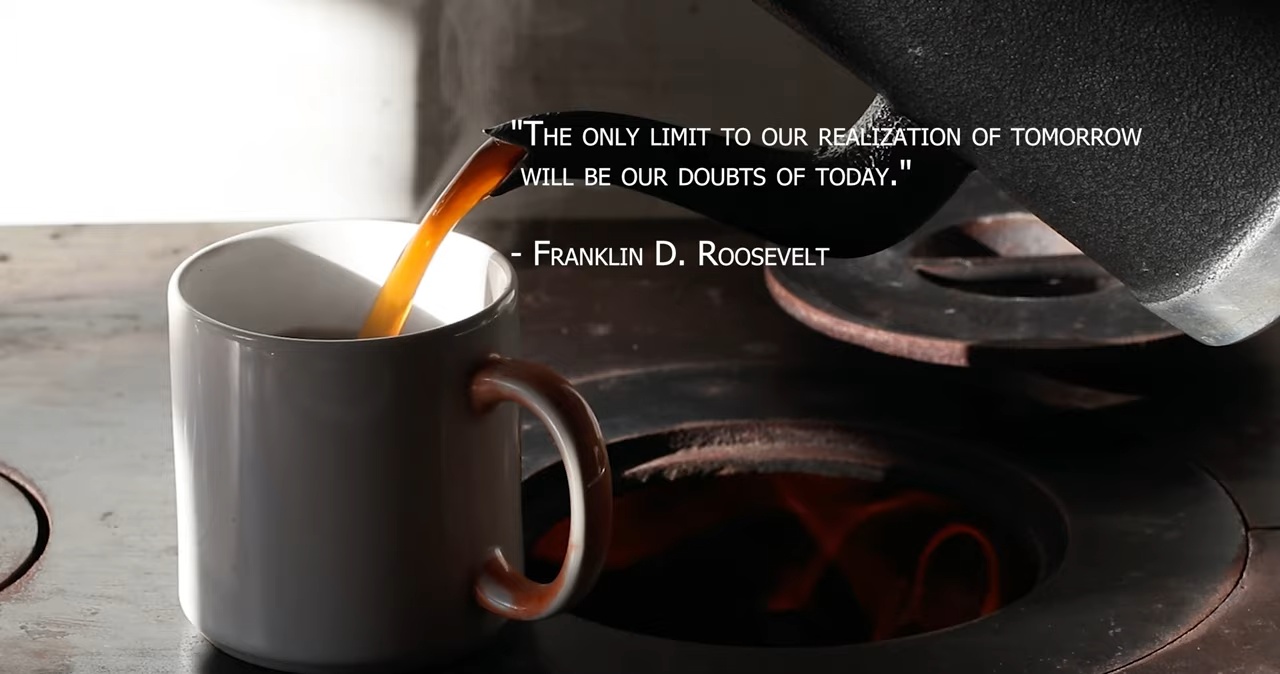 "The only limit to our realization of tomorrow
will be our doubts of today."
- Franklin D. Roosevelt